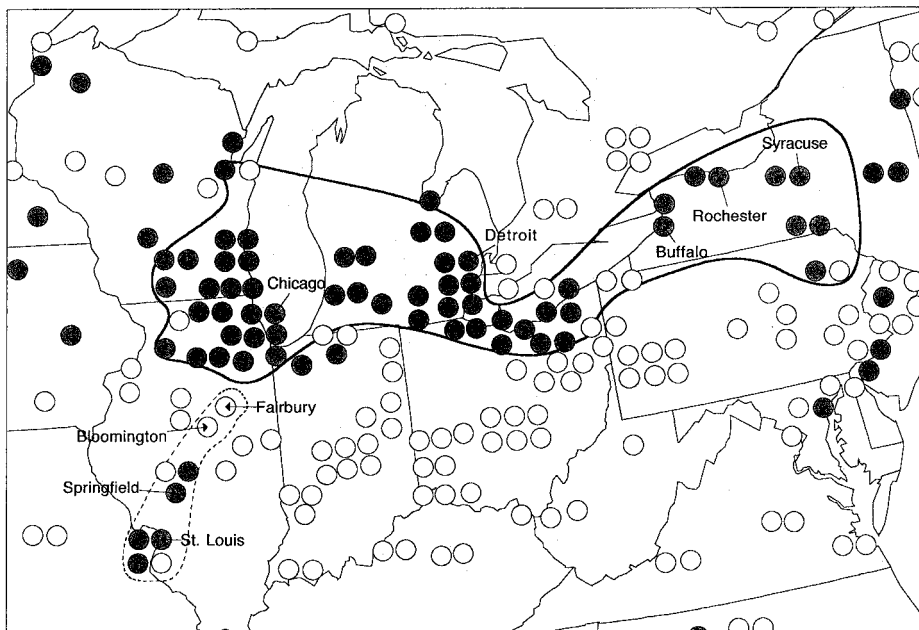 Syracuse
Rochester
Detroit
Buffalo
Chicago
Fairbury
Bloomington
Springfield
St. Louis